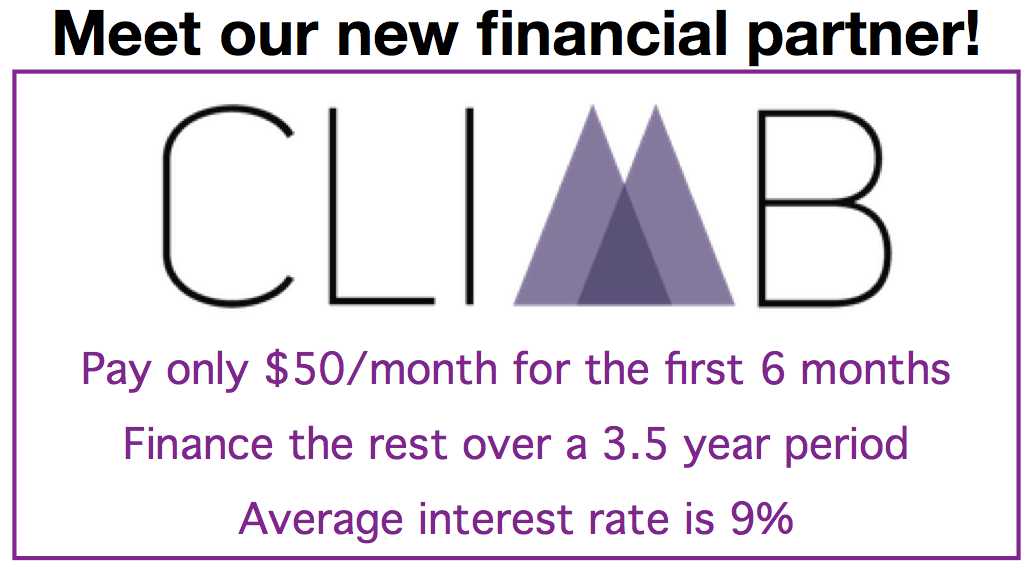 Meet our new financial partner!
CLIMB
Pay only $50/month for the first 6 months
Finance the rest over a 3.5 year period
Average interest rate is 9%